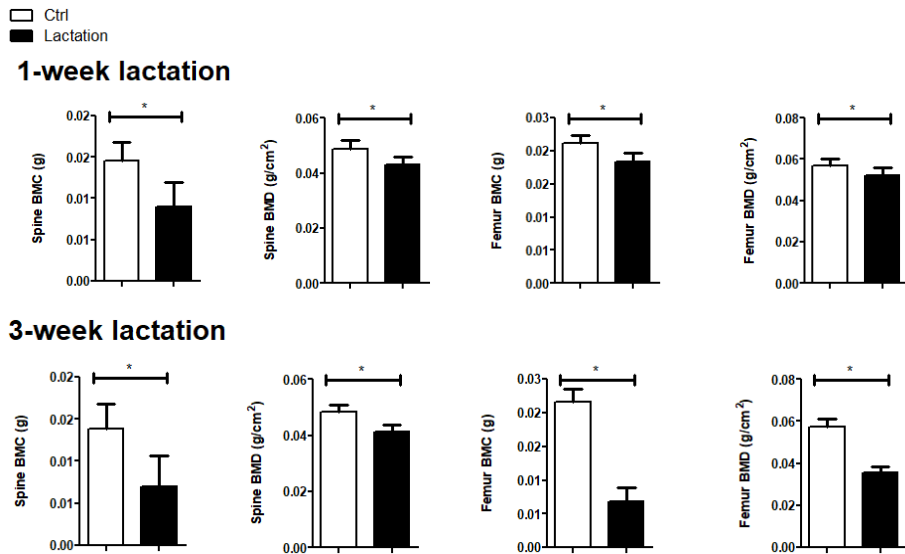 Ctrl
Lactation
1-week lactation
* * * *
Spine BMC (g)
0.02
0.02
0.01
0.01
0.00
Spine BMD (g/cm²)
0.06
0.04
0.02
0.00
Femur BMC (g)
0.03
0.02
0.02
0.01
0.01
0.00
Femur BMD (g/cm²)
0.08
0.06
0.04
0.02
0.00
3-week lactation
* * * *
Spine BMC (g)
0.02
0.02
0.01
0.01
0.00
Spine BMD (g/cm²)
0.06
0.04
0.02
0.00
Femur BMC (g)
0.03
0.02
0.02
0.01
0.01
0.00
Femur BMD (g/cm²)
0.08
0.06
0.04
0.02
0.00